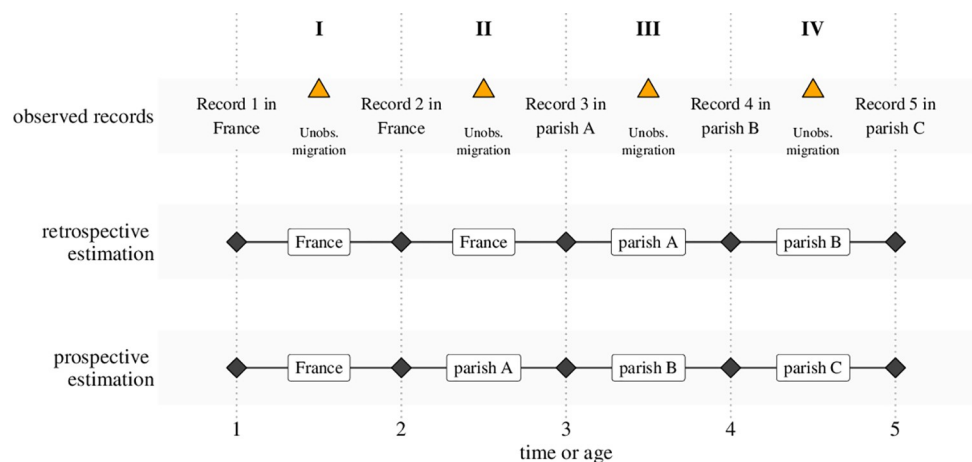 I II III IV
observed records
Record 1 in
France
Unobs.
migration
Record 2 in
France
Unobs.
migration
Record 3 in
parish A
Unobs.
migration
Record 4 in
parish B
Unobs.
migration
Record 5 in
parish C
retrospective
estimation
France France parish A parish B
prospective
estimation
France parish A parish B parish C
1 2 3 4 5
time or age